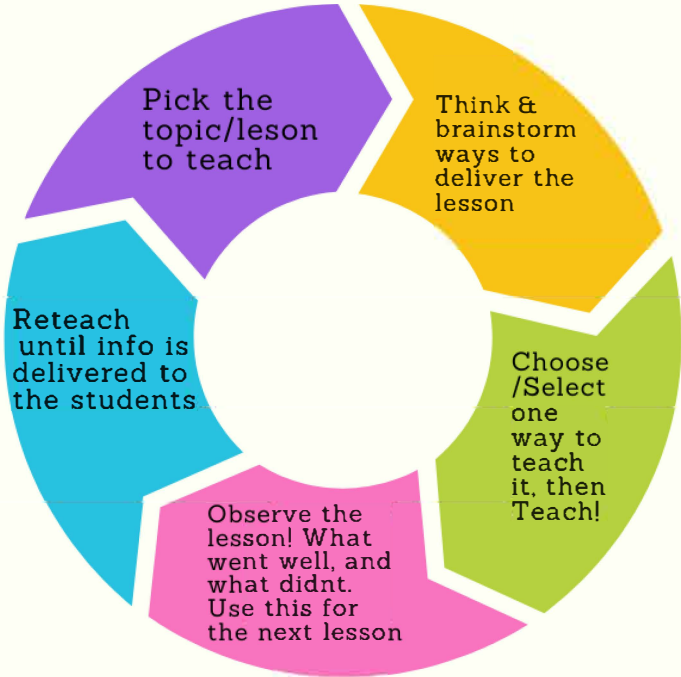 Pick the
topic/leson
to teach
Think &
brainstorm
ways to
deliver the
lesson
Choose
/Select
one
way to
teach
it, then
Teach!
Observe the
lesson! What
went well, and
what didnt.
Use this for
the next lesson
Reteach
until info is
delivered to
the students